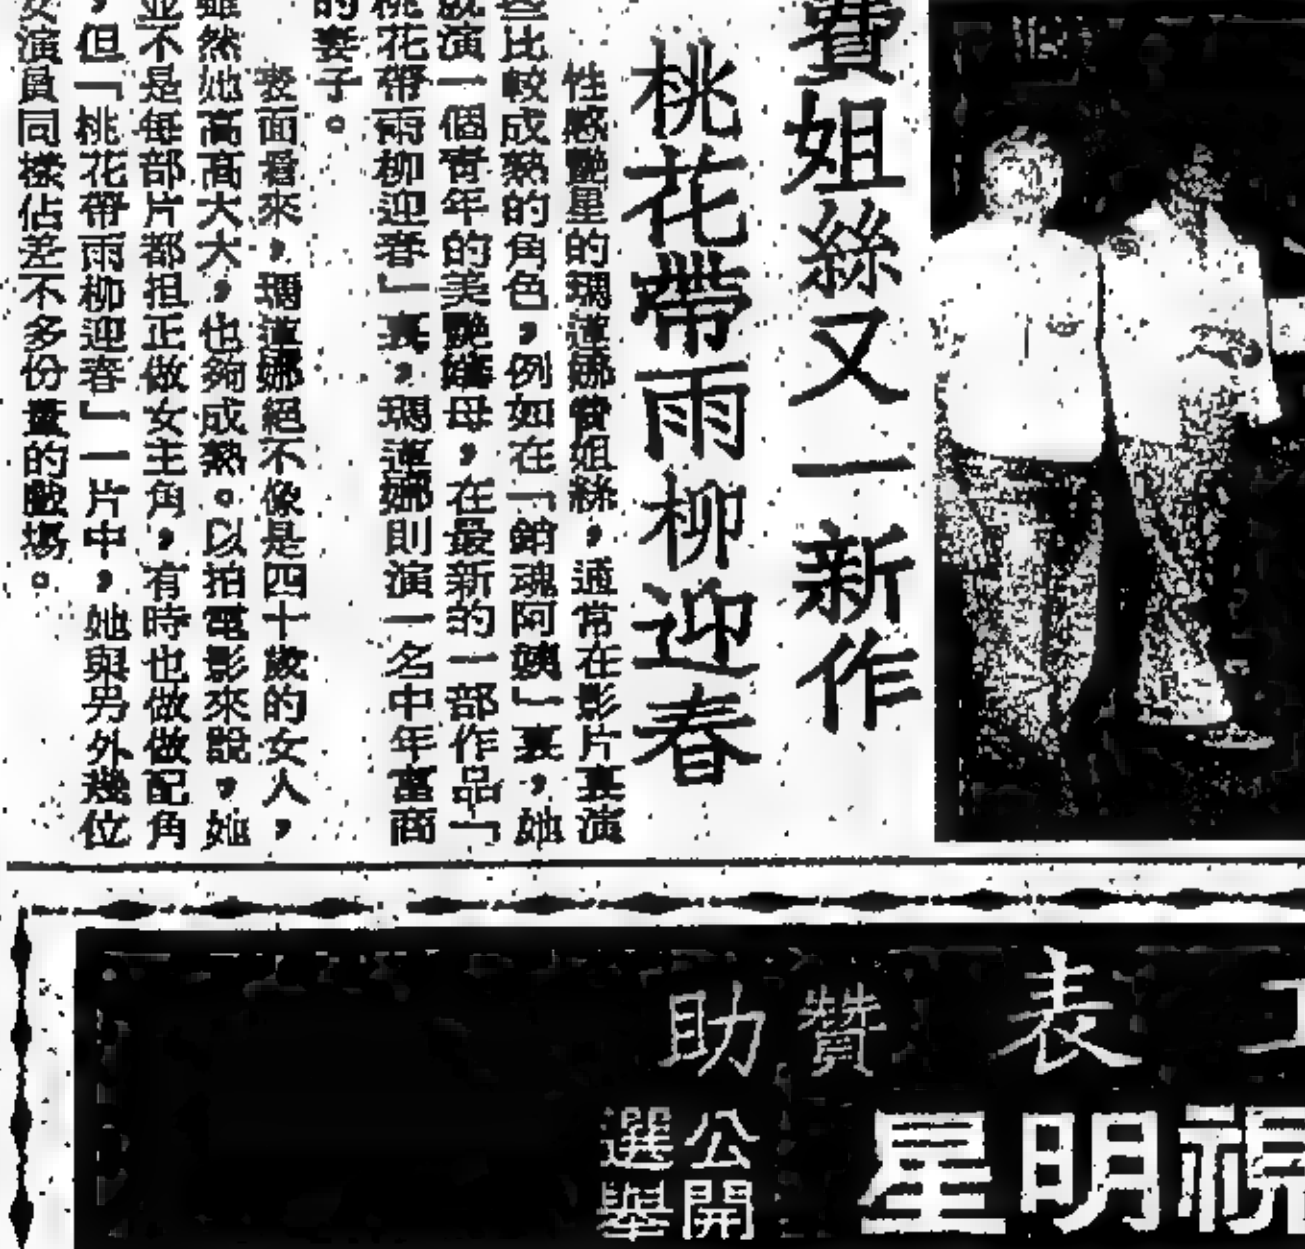 費姐絲又一新作
桃花帶雨柳迎春
性感艷星的瑪蓮娜費姐絲，通常在影片裏演
些比較成熟的角色，例如在「銷魂阿姨」裏，她
就演一個青年的美艷繼母，在最新的一部作品「
桃花帶雨柳迎春」裏，瑪蓮娜則演一名中年富商
的妻子。
表面看來，瑪蓮娜絕不像是四十歲的女人，
雖然她高高大大，也夠成熟。以拍電影來說，她
並不是每部片都担正做女主角，有時也做做配角
，但「桃花帶雨柳迎春」一片中，她與另外幾位
女演員同樣佔差不多份量的戲場。
表 贊 助
視明星
公開
選舉